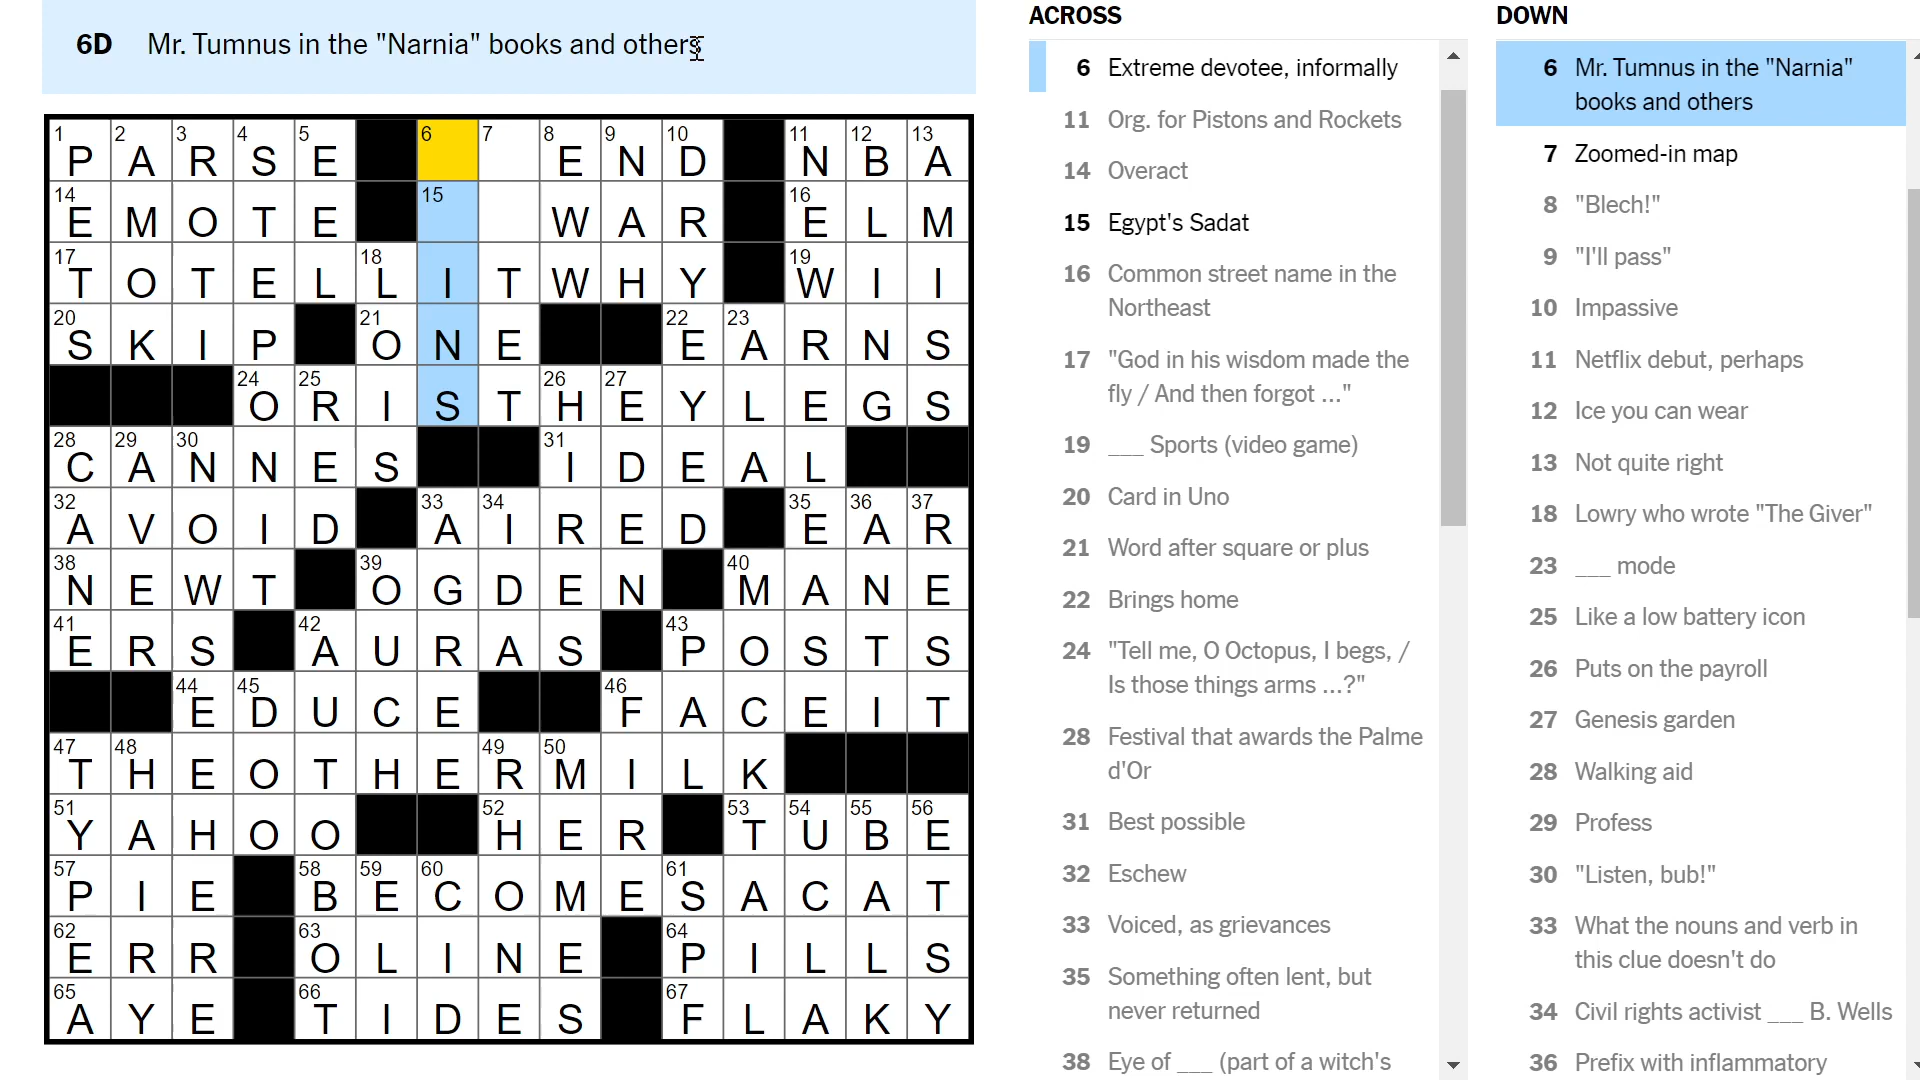 6D Mr. Tumnus in the "Narnia" books and others
1 2 3 4 5 6 7 8 9 10 11 12 13
P A R S E E N D N B A
14 15 16
E M O T E W A R E L M
17 18 19
T O T E L L I T W H Y W I I
20 21 22 23
S K I P O N E E A R N S
24 25 26 27
O R I S T H E Y L E G S
28 29 30 31
C A N N E S I D E A L
32 33 34 35 36 37
A V O I D A I R E D E A R
38 39 40
N E W T O G D E N M A N E
41 42 43
E R S A U R A S P O S T S
44 45 46
E D U C E F A C E I T
47 48 49 50
T H E O T H E R M I L K
51 52 53 54 55 56
Y A H O O H E R T U B E
57 58 59 60 61
P I E B E C O M E S A C A T
62 63 64
E R R O L I N E P I L L S
65 66 67
A Y E T I D E S F L A K Y
ACROSS
6 Extreme devotee, informally
11 Org. for Pistons and Rockets
14 Overact
15 Egypt's Sadat
16 Common street name in the
Northeast
17 "God in his wisdom made the
fly / And then forgot ..."
19 ___ Sports (video game)
20 Card in Uno
21 Word after square or plus
22 Brings home
24 "Tell me, O Octopus, I begs, /
Is those things arms ...?"
28 Festival that awards the Palme
d'Or
31 Best possible
32 Eschew
33 Voiced, as grievances
35 Something often lent, but
never returned
38 Eye of ___ (part of a witch's
DOWN
6 Mr. Tumnus in the "Narnia"
books and others
7 Zoomed-in map
8 "Blech!"
9 "I'll pass"
10 Impassive
11 Netflix debut, perhaps
12 Ice you can wear
13 Not quite right
18 Lowry who wrote "The Giver"
23 ___ mode
25 Like a low battery icon
26 Puts on the payroll
27 Genesis garden
28 Walking aid
29 Profess
30 "Listen, bub!"
33 What the nouns and verb in
this clue doesn't do
34 Civil rights activist ___ B. Wells
36 Prefix with inflammatory